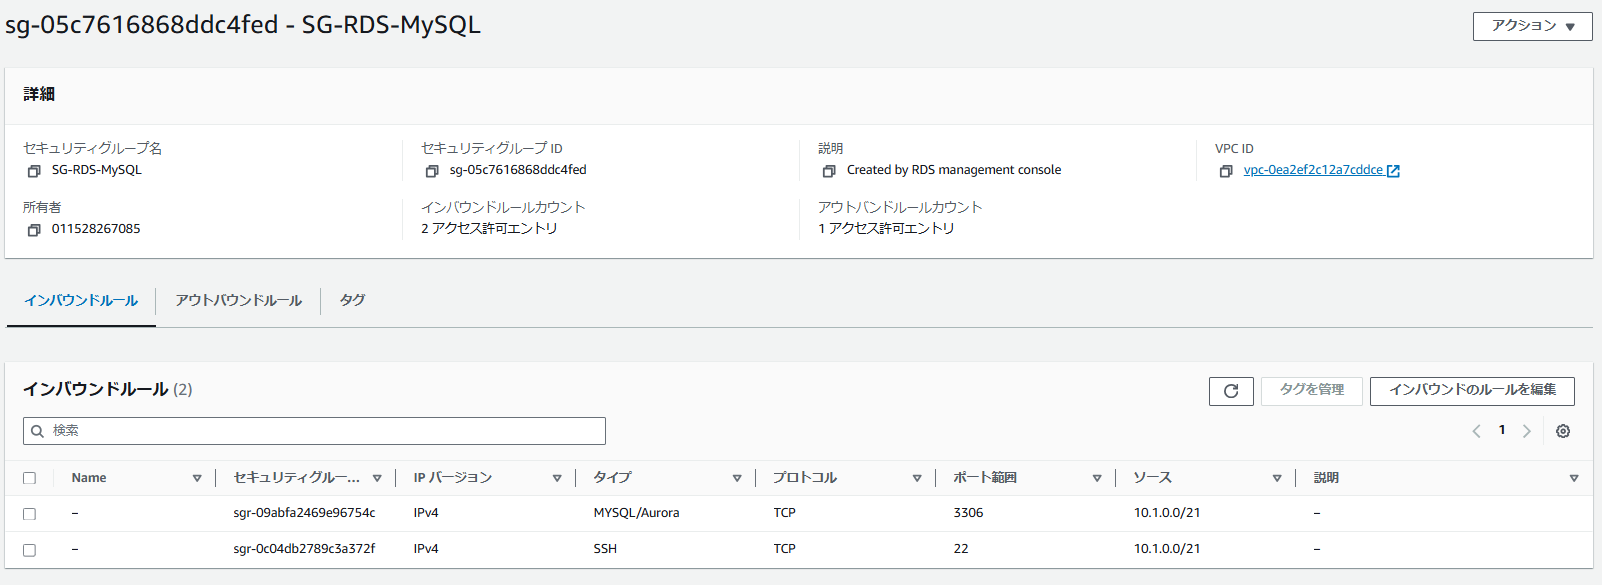 sg-05c7616868ddc4fed - SG-RDS-MySQL
アクション ▼
詳細
セキュリティグループ名
SG-RDS-MySQL
セキュリティグループ ID
sg-05c7616868ddc4fed
説明
Created by RDS management console
VPC ID
vpc-0ea2ef2c12a7cddce
所有者
011528267085
インバウンドルールカウント
2 アクセス許可エントリ
アウトバンドルールカウント
1 アクセス許可エントリ
インバウンドルール
アウトバウンドルール
タグ
インバウンドルール (2)
タグを管理
インバウンドのルールを編集
検索
1
Name セキュリティグルー... IP バージョン タイプ プロトコル ポート範囲 ソース 説明
– sgr-09abfa2469e96754c IPv4 MYSQL/Aurora TCP 3306 10.1.0.0/21 –
– sgr-0c04db2789c3a372f IPv4 SSH TCP 22 10.1.0.0/21 –